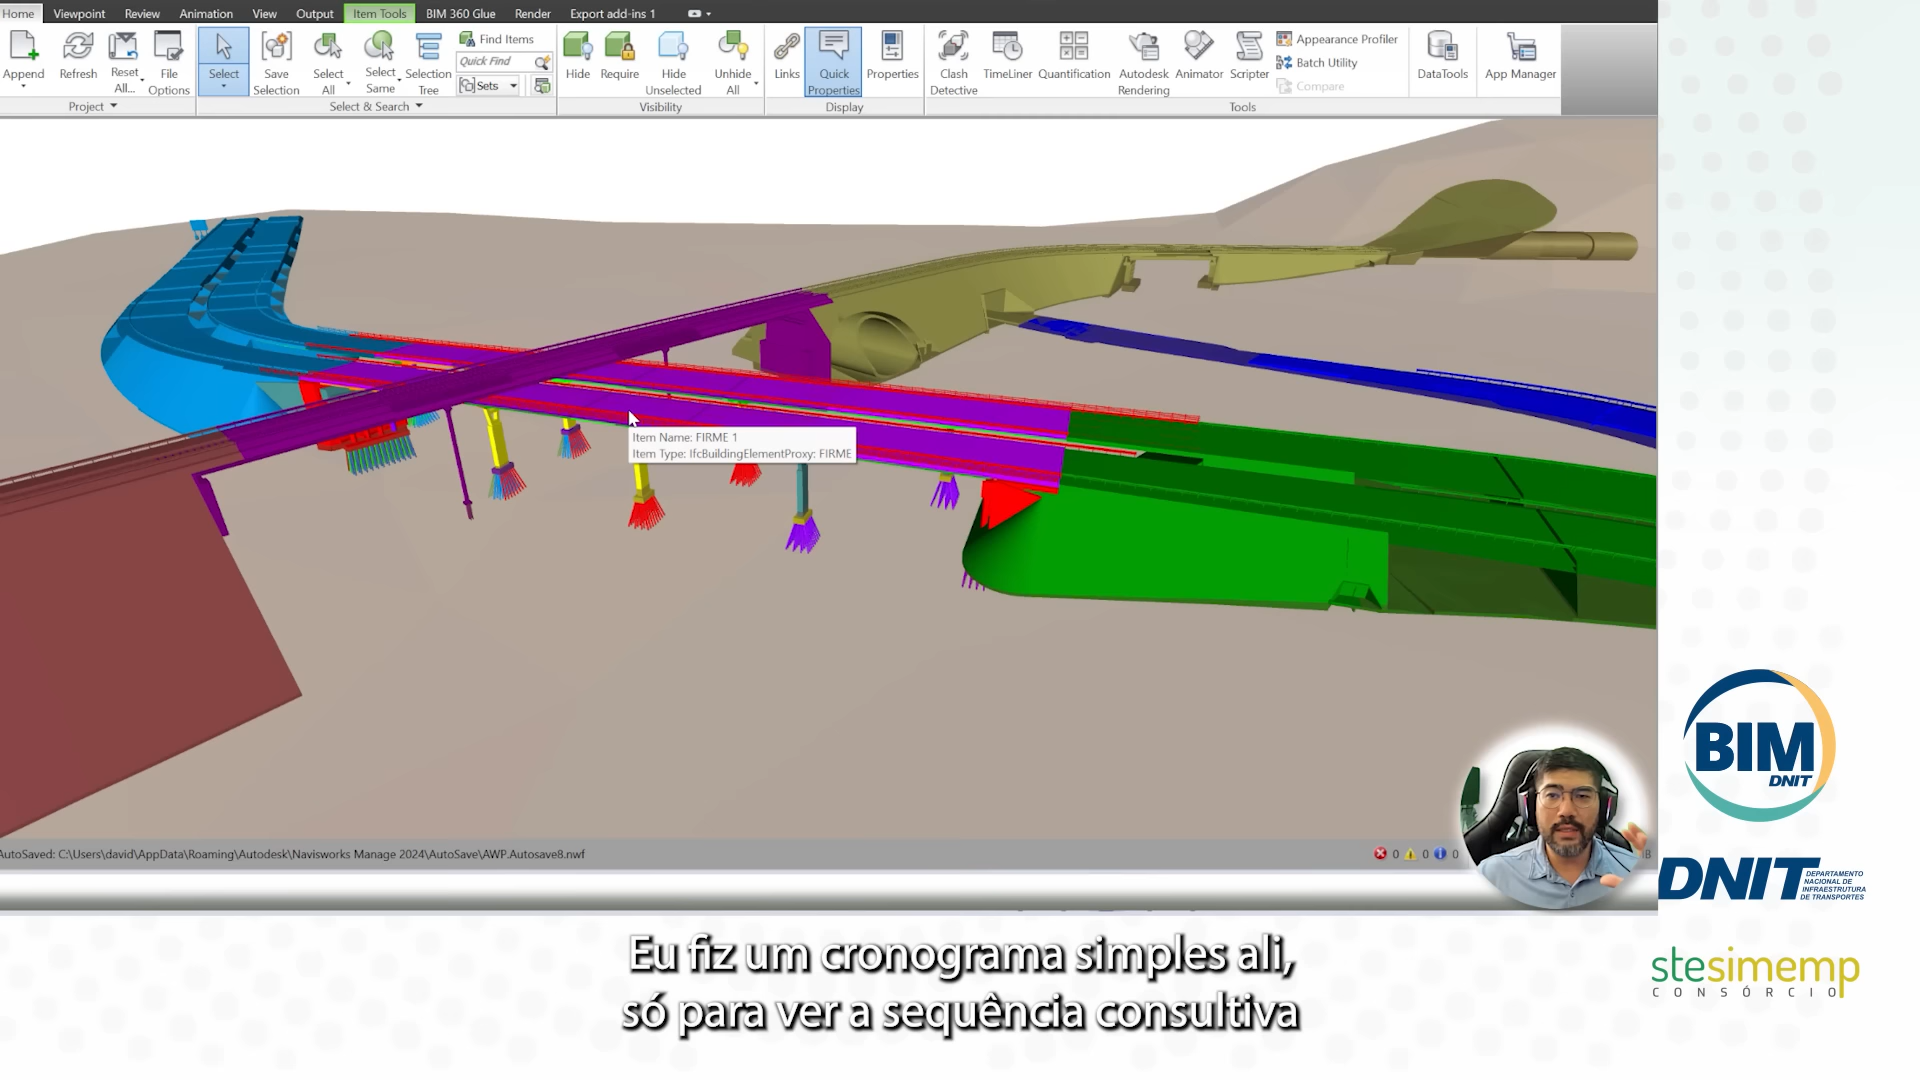 Home Viewpoint Review Animation View Output Item Tools BIM 360 Glue Render Export add-ins 1
Append Refresh Reset All... File Options
Project
Select Save Selection Select All Select Same Selection Tree Find Items Quick Find Sets
Select & Search
Hide Require Hide Unselected Unhide All
Visibility
Links Quick Properties Properties
Display
Clash Detective TimeLiner Quantification Autodesk Rendering Animator Scripter Appearance Profiler Batch Utility Compare DataTools App Manager
Tools
Item Name: FIRME 1
Item Type: IfcBuildingElementProxy: FIRME
AutoSaved: C:\Users\david\AppData\Roaming\Autodesk\Navisworks Manage 2024\AutoSave\AWP.Autosave8.nwf
0 0 0
BIM
DNIT
DNIT
DEPARTAMENTO
NACIONAL DE
INFRAESTRUTURA
DE TRANSPORTES
stesimemp
CONSÓRCIO
Eu fiz um cronograma simples ali,
só para ver a sequência consultiva